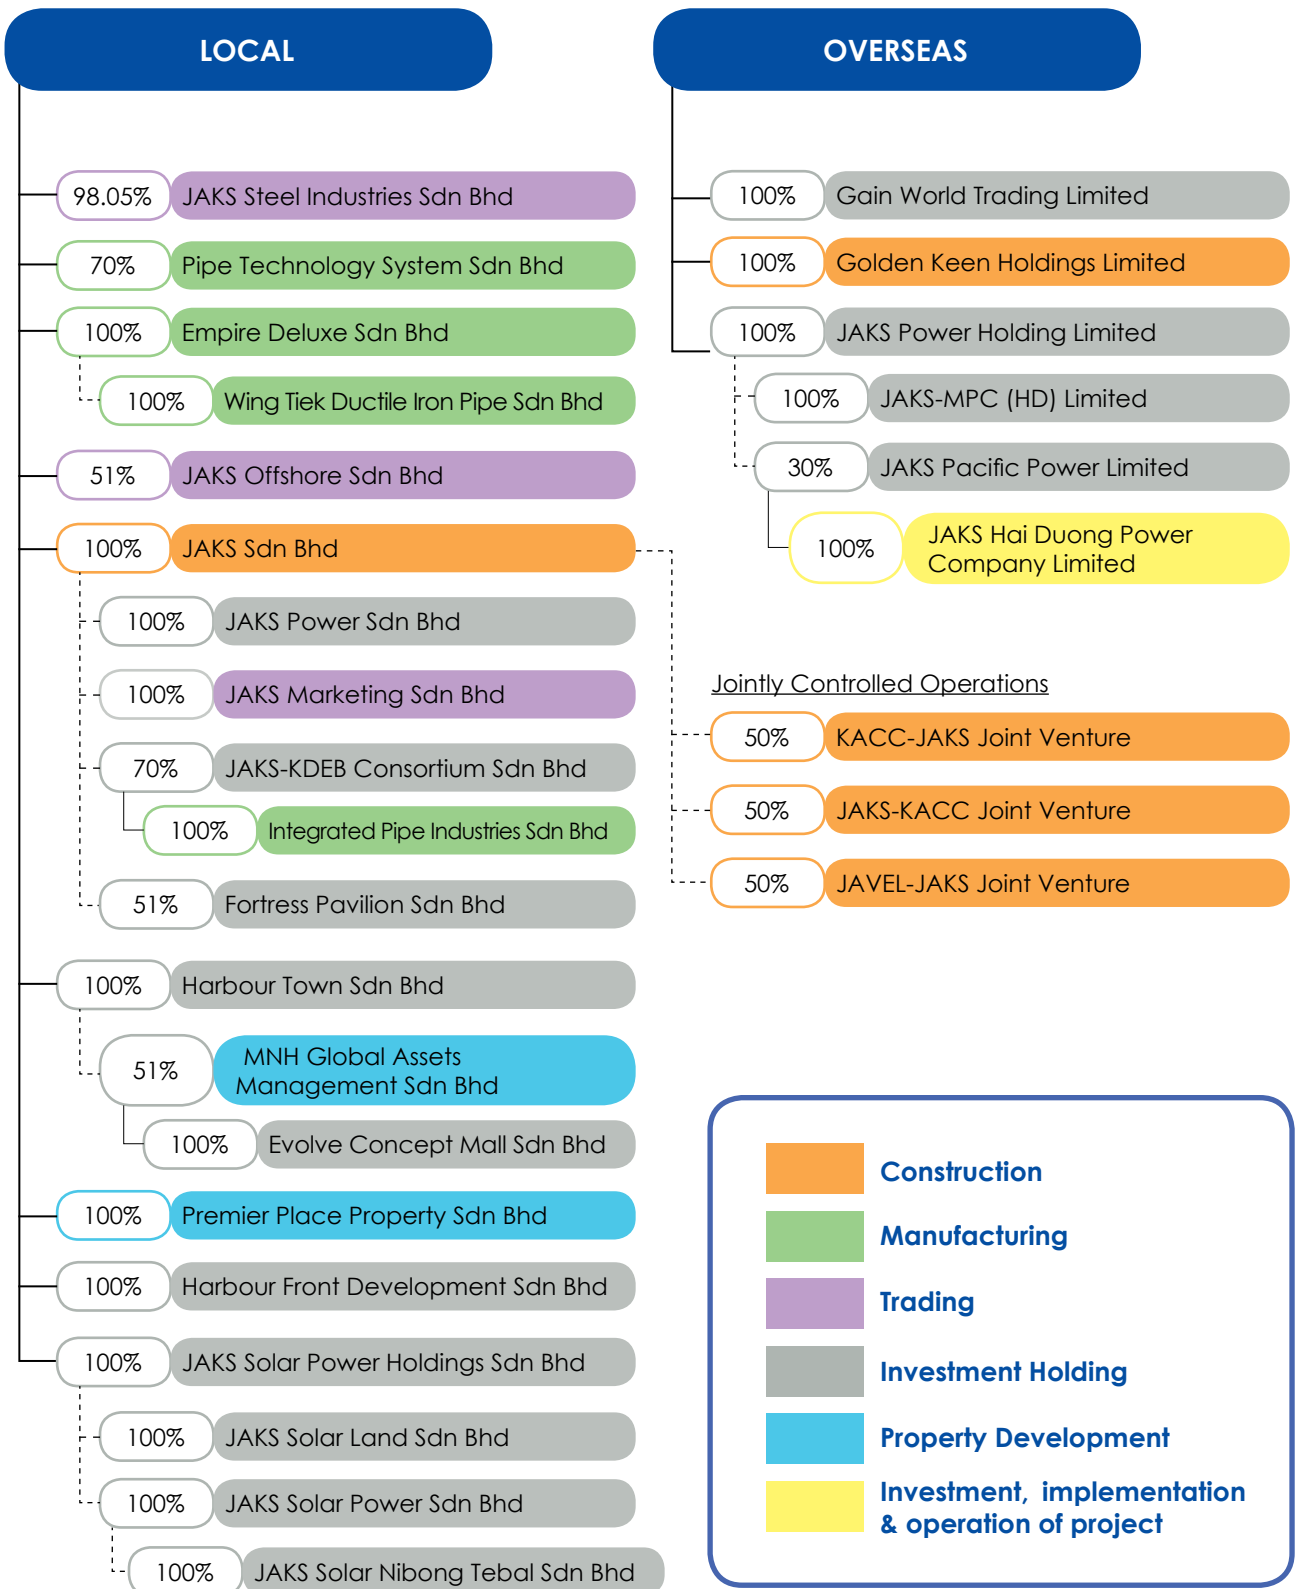 LOCAL
98.05% JAKS Steel Industries Sdn Bhd
70% Pipe Technology System Sdn Bhd
100% Empire Deluxe Sdn Bhd
100% Wing Tiek Ductile Iron Pipe Sdn Bhd
51% JAKS Offshore Sdn Bhd
100% JAKS Sdn Bhd
100% JAKS Power Sdn Bhd
100% JAKS Marketing Sdn Bhd
70% JAKS-KDEB Consortium Sdn Bhd
100% Integrated Pipe Industries Sdn Bhd
51% Fortress Pavilion Sdn Bhd
100% Harbour Town Sdn Bhd
51% MNH Global Assets
Management Sdn Bhd
100% Evolve Concept Mall Sdn Bhd
100% Premier Place Property Sdn Bhd
100% Harbour Front Development Sdn Bhd
100% JAKS Solar Power Holdings Sdn Bhd
100% JAKS Solar Land Sdn Bhd
100% JAKS Solar Power Sdn Bhd
100% JAKS Solar Nibong Tebal Sdn Bhd
OVERSEAS
100% Gain World Trading Limited
100% Golden Keen Holdings Limited
100% JAKS Power Holding Limited
100% JAKS-MPC (HD) Limited
30% JAKS Pacific Power Limited
100% JAKS Hai Duong Power
Company Limited
Jointly Controlled Operations
50% KACC-JAKS Joint Venture
50% JAKS-KACC Joint Venture
50% JAVEL-JAKS Joint Venture
Construction
Manufacturing
Trading
Investment Holding
Property Development
Investment, implementation
& operation of project